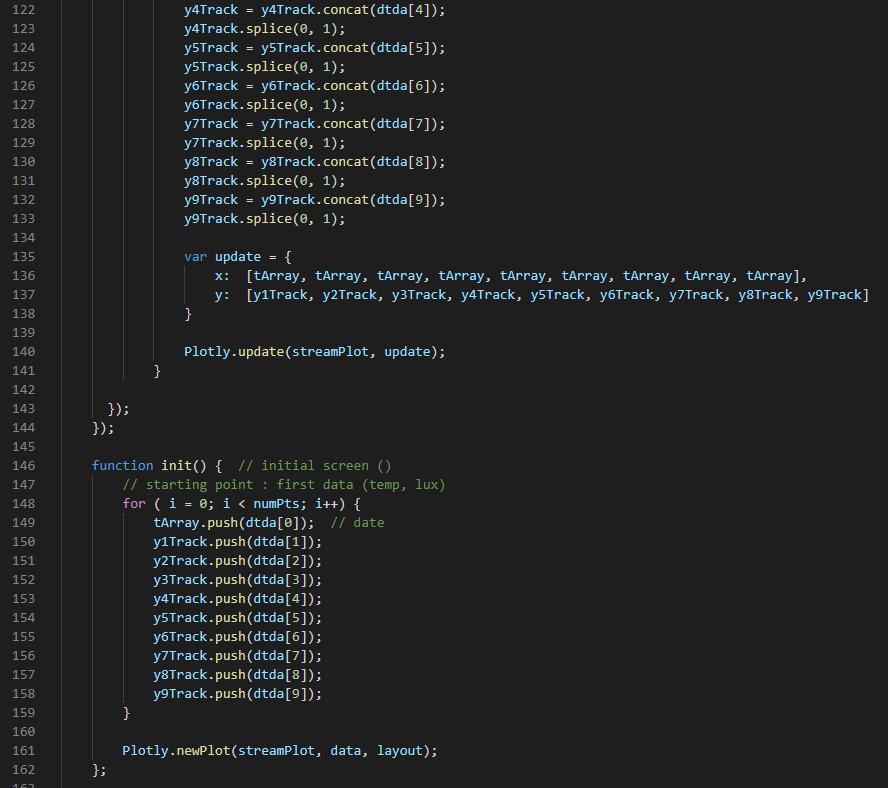 122 y4Track = y4Track.concat(dtda[4]);
123 y4Track.splice(0, 1);
124 y5Track = y5Track.concat(dtda[5]);
125 y5Track.splice(0, 1);
126 y6Track = y6Track.concat(dtda[6]);
127 y6Track.splice(0, 1);
128 y7Track = y7Track.concat(dtda[7]);
129 y7Track.splice(0, 1);
130 y8Track = y8Track.concat(dtda[8]);
131 y8Track.splice(0, 1);
132 y9Track = y9Track.concat(dtda[9]);
133 y9Track.splice(0, 1);
134
135 var update = {
136 x:  [tArray, tArray, tArray, tArray, tArray, tArray, tArray, tArray, tArray],
137 y:  [y1Track, y2Track, y3Track, y4Track, y5Track, y6Track, y7Track, y8Track, y9Track]
138 }
139
140 Plotly.update(streamPlot, update);
141 }
142
143 });
144 });
145
146 function init() {  // initial screen ()
147 // starting point : first data (temp, lux)
148 for ( i = 0; i < numPts; i++) {
149 tArray.push(dtda[0]);  // date
150 y1Track.push(dtda[1]);
151 y2Track.push(dtda[2]);
152 y3Track.push(dtda[3]);
153 y4Track.push(dtda[4]);
154 y5Track.push(dtda[5]);
155 y6Track.push(dtda[6]);
156 y7Track.push(dtda[7]);
157 y8Track.push(dtda[8]);
158 y9Track.push(dtda[9]);
159 }
160
161 Plotly.newPlot(streamPlot, data, layout);
162 };